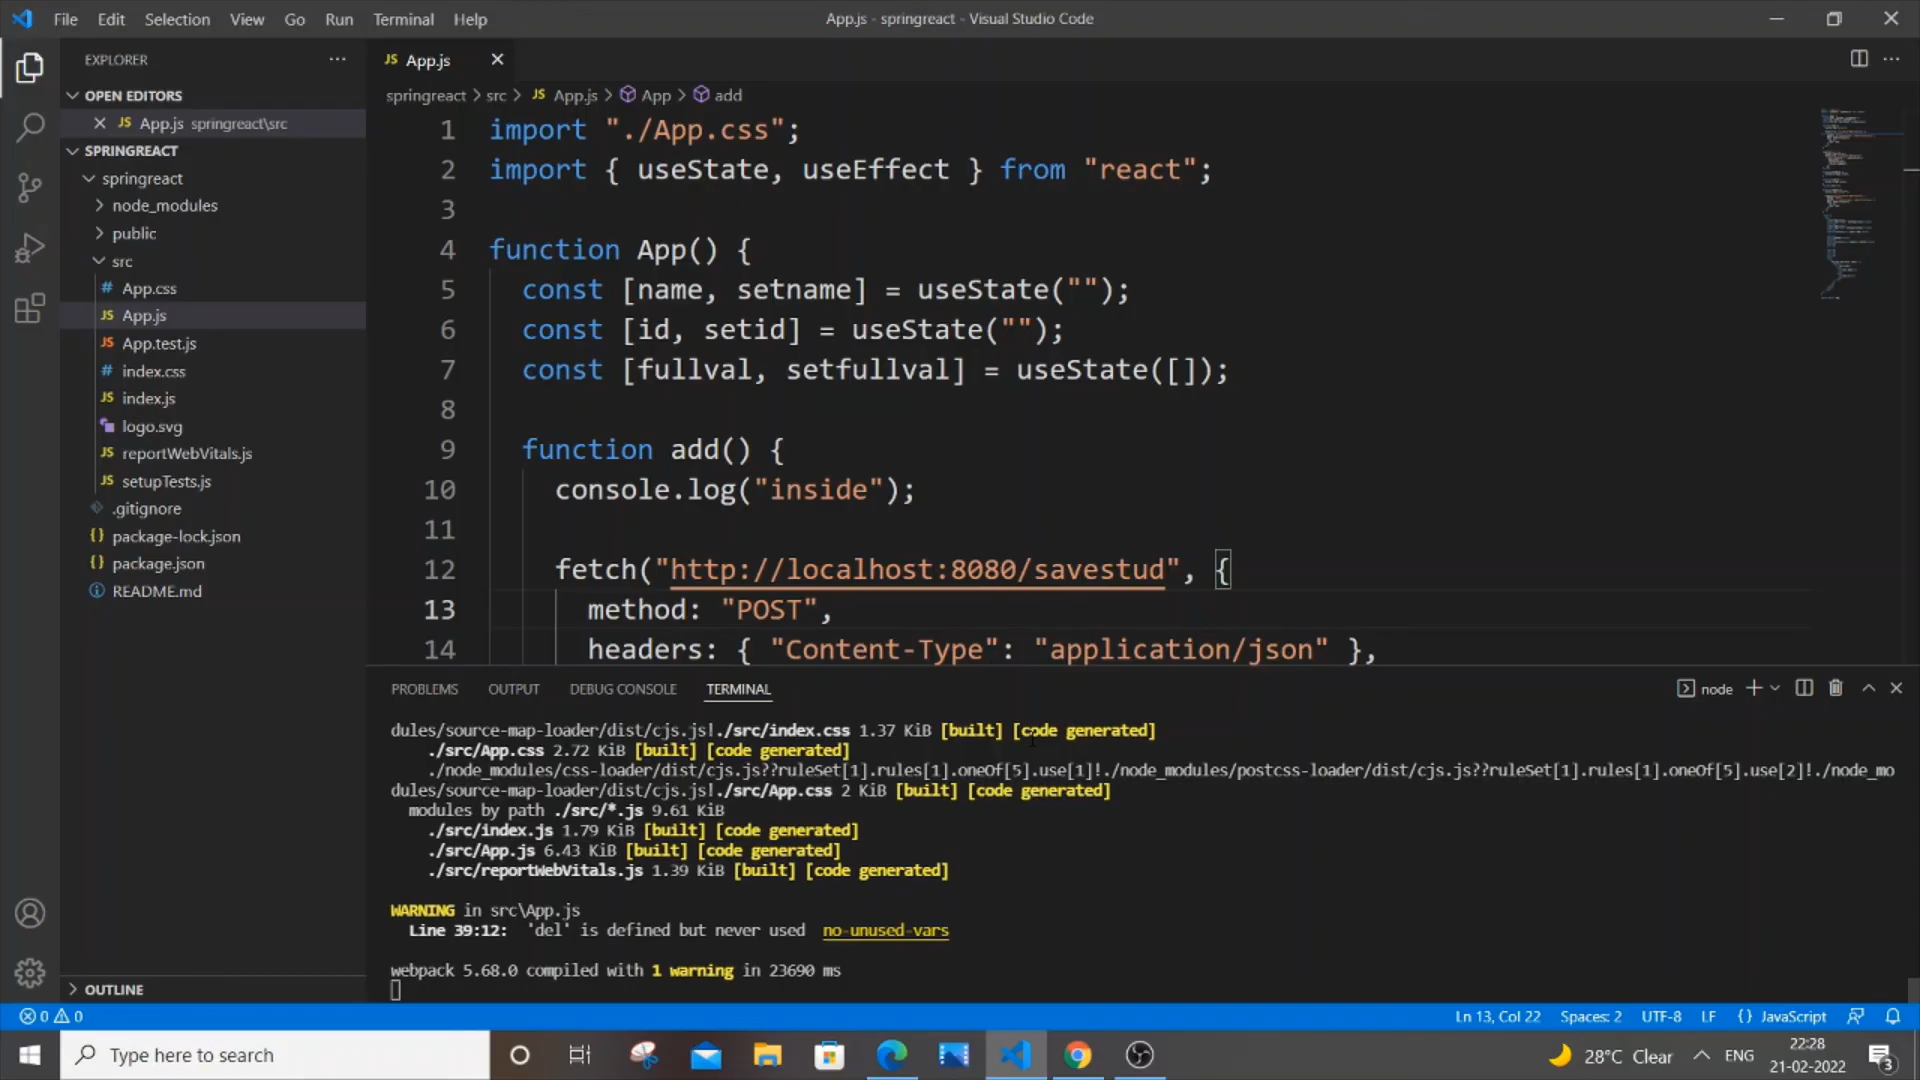 File Edit Selection View Go Run Terminal Help
App.js - springreact - Visual Studio Code
EXPLORER
OPEN EDITORS
JS App.js springreact\src
SPRINGREACT
springreact
node_modules
public
src
# App.css
JS App.js
JS App.test.js
# index.css
JS index.js
logo.svg
JS reportWebVitals.js
JS setupTests.js
.gitignore
{} package-lock.json
{} package.json
README.md
OUTLINE
JS App.js
springreact > src > JS App.js > App > add
1 import "./App.css";
2 import { useState, useEffect } from "react";
3
4 function App() {
5 const [name, setname] = useState("");
6 const [id, setid] = useState("");
7 const [fullval, setfullval] = useState([]);
8
9 function add() {
10 console.log("inside");
11
12 fetch("http://localhost:8080/savestud", {
13 method: "POST",
14 headers: { "Content-Type": "application/json" },
PROBLEMS OUTPUT DEBUG CONSOLE TERMINAL
node
dules/source-map-loader/dist/cjs.js!./src/index.css 1.37 KiB [built] [code generated]
./src/App.css 2.72 KiB [built] [code generated]
./node_modules/css-loader/dist/cjs.js??ruleSet[1].rules[1].oneOf[5].use[1]!./node_modules/postcss-loader/dist/cjs.js??ruleSet[1].rules[1].oneOf[5].use[2]!./node_mo
dules/source-map-loader/dist/cjs.js!./src/App.css 2 KiB [built] [code generated]
modules by path ./src/*.js 9.61 KiB
./src/index.js 1.79 KiB [built] [code generated]
./src/App.js 6.43 KiB [built] [code generated]
./src/reportWebVitals.js 1.39 KiB [built] [code generated]
WARNING in src\App.js
Line 39:12: 'del' is defined but never used no-unused-vars
webpack 5.68.0 compiled with 1 warning in 23690 ms
0 0
Ln 13, Col 22 Spaces: 2 UTF-8 LF {} JavaScript
Type here to search
28°C Clear
ENG
22:28
21-02-2022
3